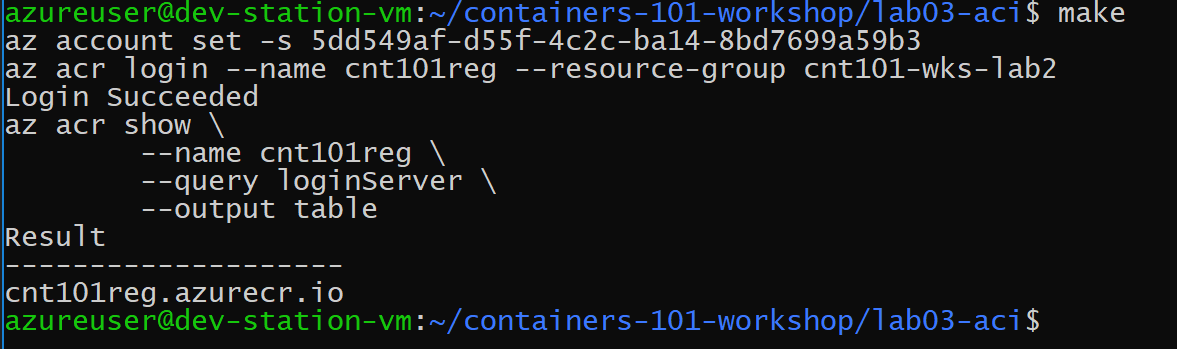 azureuser@dev-station-vm:~/containers-101-workshop/lab03-aci$ make
az account set -s 5dd549af-d55f-4c2c-ba14-8bd7699a59b3
az acr login --name cnt101reg --resource-group cnt101-wks-lab2
Login Succeeded
az acr show \
        --name cnt101reg \
        --query loginServer \
        --output table
Result
--------------------
cnt101reg.azurecr.io
azureuser@dev-station-vm:~/containers-101-workshop/lab03-aci$